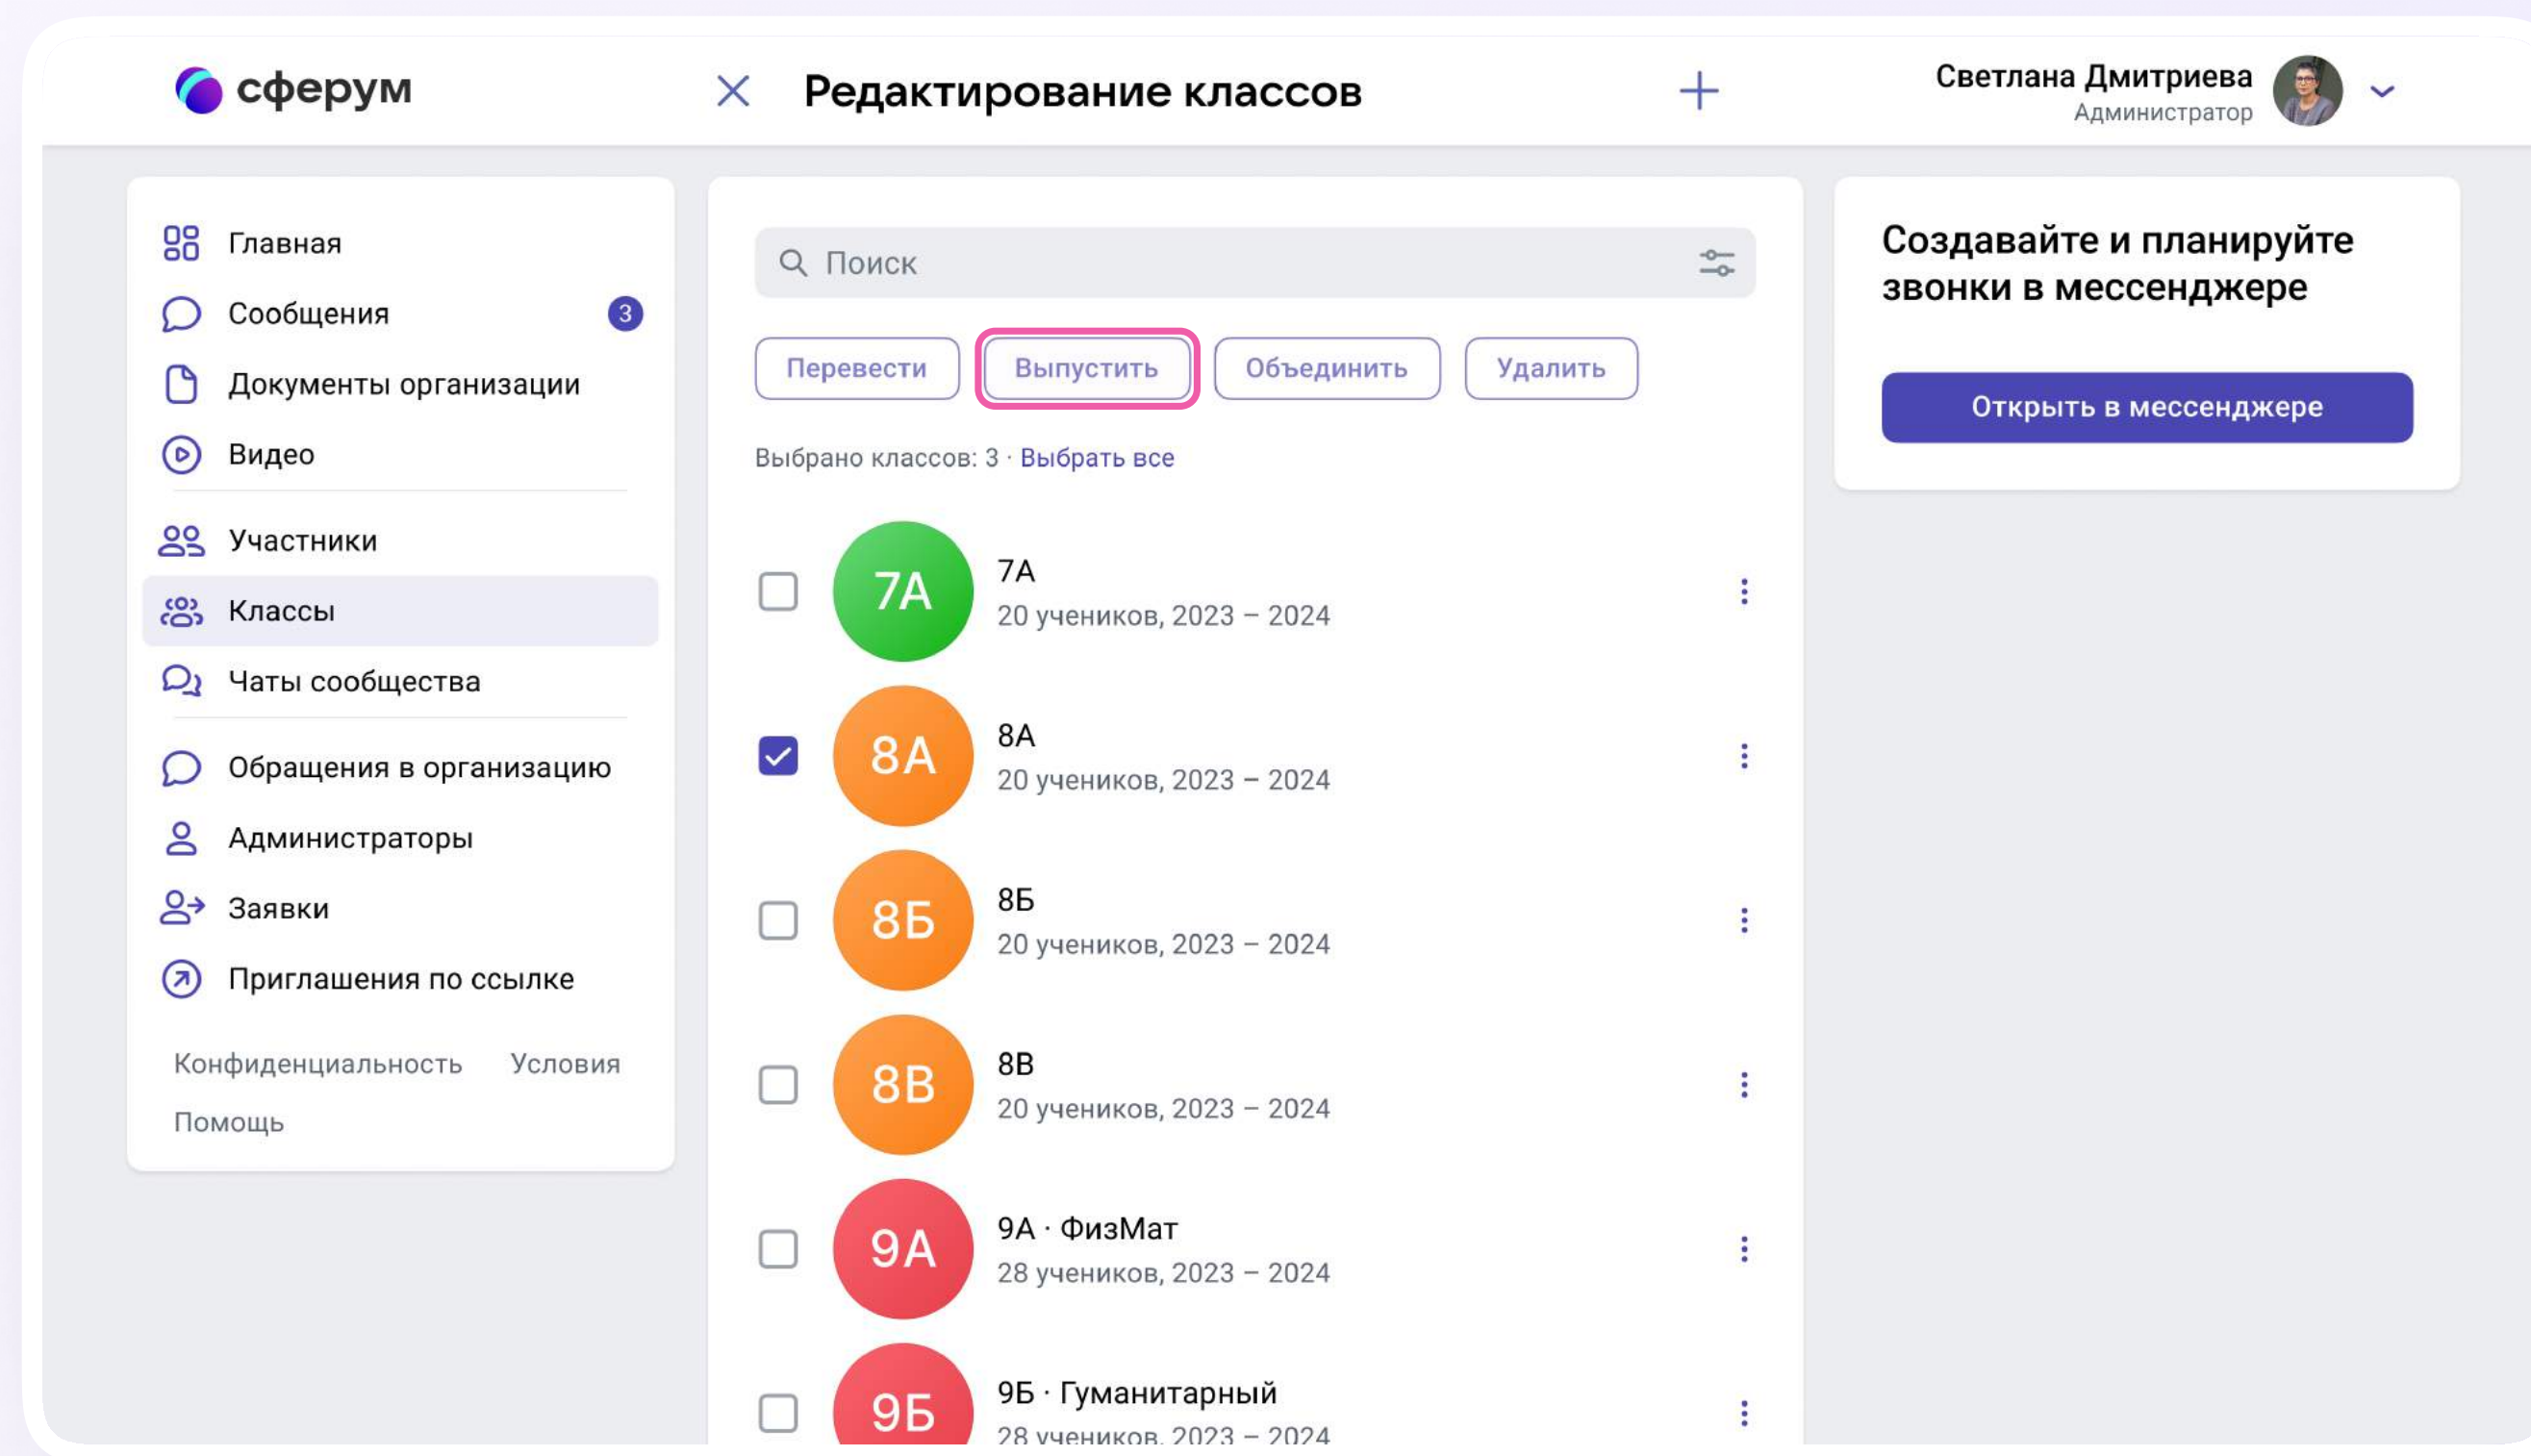 сферум
Редактирование классов
Светлана Дмитриева
Администратор
Главная
Сообщения
3
Документы организации
Видео
Участники
Классы
Чаты сообщества
Обращения в организацию
Администраторы
Заявки
Приглашения по ссылке
Конфиденциальность Условия
Помощь
Поиск
Перевести Выпустить Объединить Удалить
Выбрано классов: 3 · Выбрать все
7А
7А
20 учеников, 2023 – 2024
8А
8А
20 учеников, 2023 – 2024
8Б
8Б
20 учеников, 2023 – 2024
8В
8В
20 учеников, 2023 – 2024
9А
9А · ФизМат
28 учеников, 2023 – 2024
9Б
9Б · Гуманитарный
28 учеников, 2023 – 2024
Создавайте и планируйте
звонки в мессенджере
Открыть в мессенджере